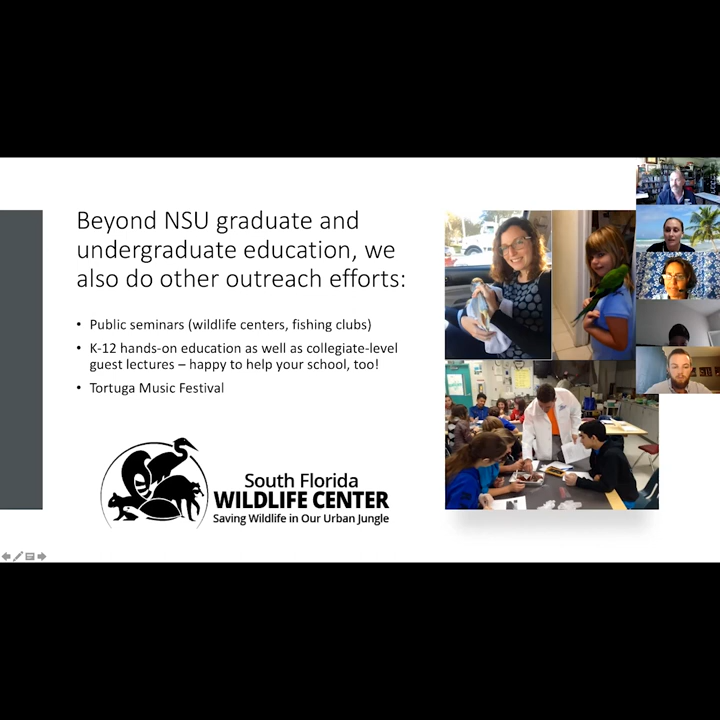 Beyond NSU graduate and
undergraduate education, we
also do other outreach efforts:
• Public seminars (wildlife centers, fishing clubs)
• K-12 hands-on education as well as collegiate-level
guest lectures – happy to help your school, too!
• Tortuga Music Festival
South Florida
WILDLIFE CENTER
Saving Wildlife in Our Urban Jungle